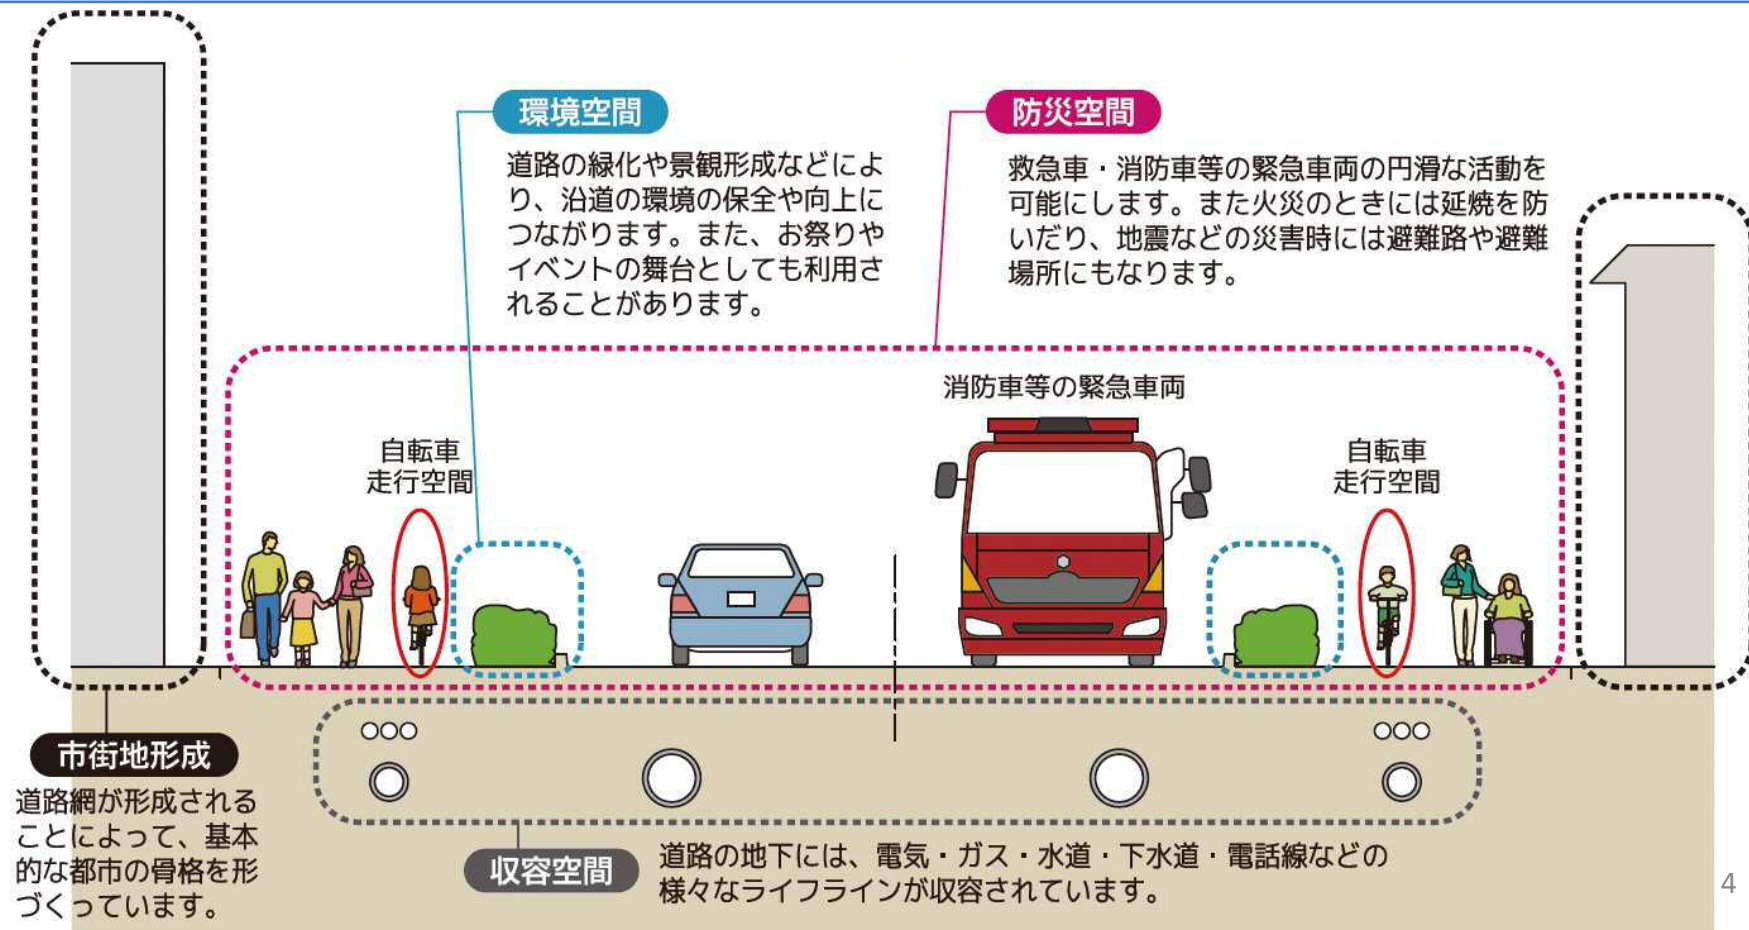 環境空間
道路の緑化や景観形成などによ
り、沿道の環境の保全や向上に
つながります。また、お祭りや
イベントの舞台としても利用さ
れることがあります。
防災空間
救急車・消防車等の緊急車両の円滑な活動を
可能にします。また火災のときには延焼を防
いだり、地震などの災害時には避難路や避難
場所にもなります。
消防車等の緊急車両
自転車
走行空間
自転車
走行空間
市街地形成
道路網が形成される
ことによって、基本
的な都市の骨格を形
づくっています。
収容空間
道路の地下には、電気・ガス・水道・下水道・電話線などの
様々なライフラインが収容されています。
4